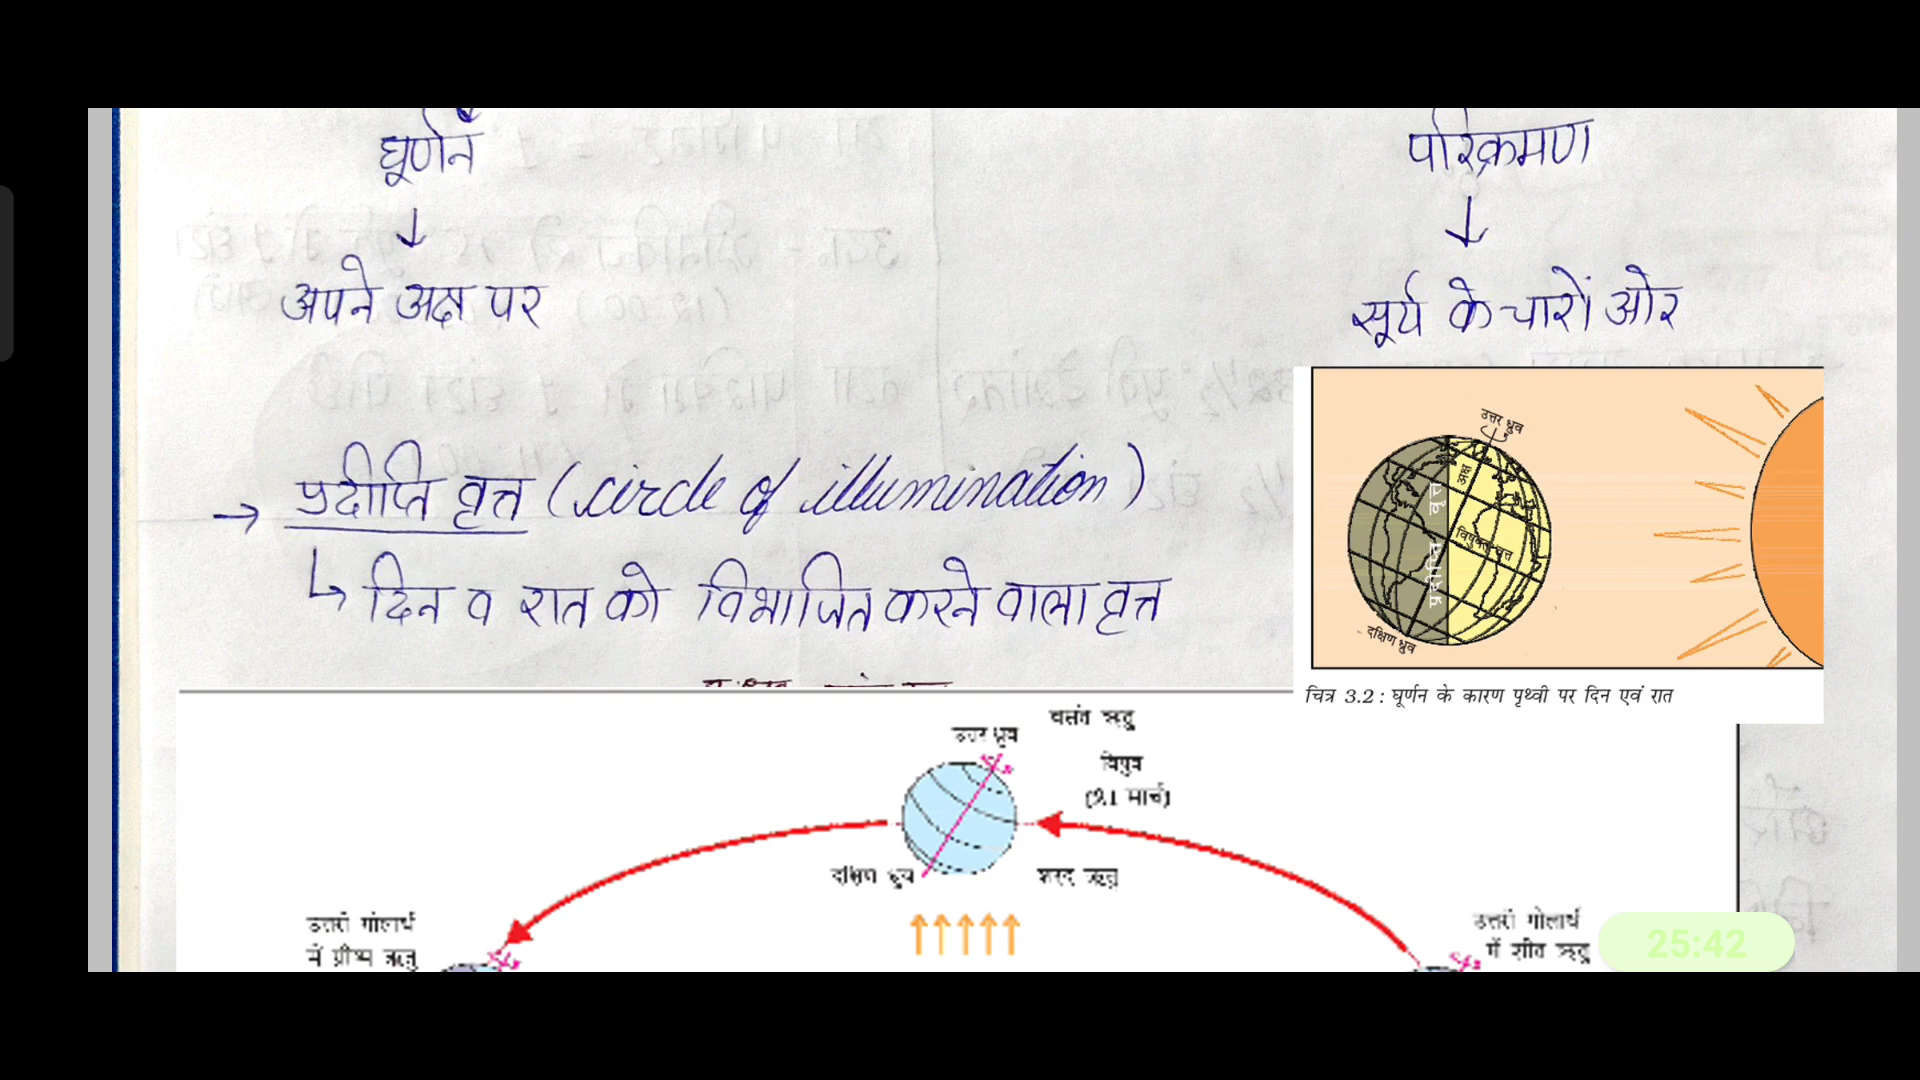 घूर्णन
परिक्रमण
↓
↓
अपने अक्ष पर
सूर्य के चारों ओर
→ प्रदीप्ति वृत्त (circle of illumination)
↳ दिन व रात को विभाजित करने वाला वृत्त
उत्तर ध्रुव
अक्ष
प्रदीप्ति वृत्त
विषुवत वृत्त
दक्षिण ध्रुव
चित्र 3.2 : घूर्णन के कारण पृथ्वी पर दिन एवं रात
वसंत ऋतु
उत्तर ध्रुव
विषुव
(21 मार्च)
दक्षिण ध्रुव
शरद ऋतु
उत्तरी गोलार्ध
में ग्रीष्म ऋतु
उत्तरी गोलार्ध
में शीत ऋतु
25:42